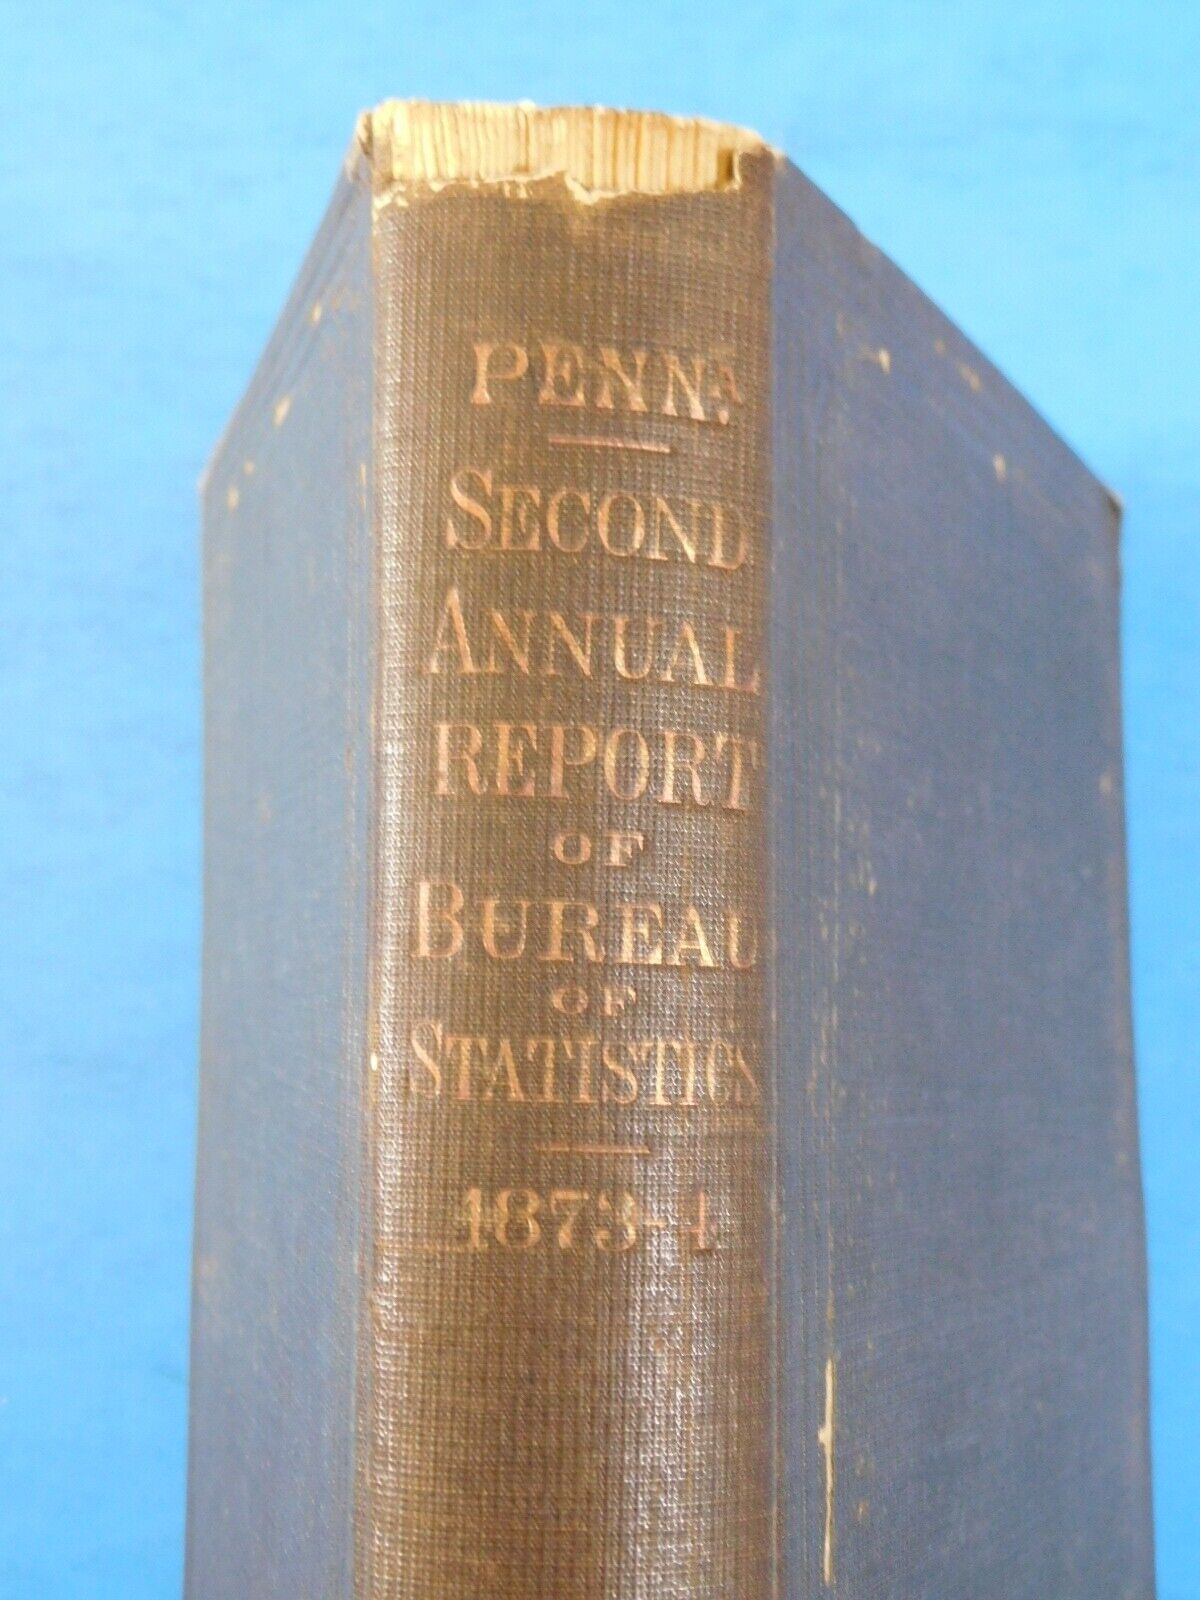 PENNᴬ.
SECOND
ANNUAL
REPORT
OF
BUREAU
OF
STATISTICS
1873-4